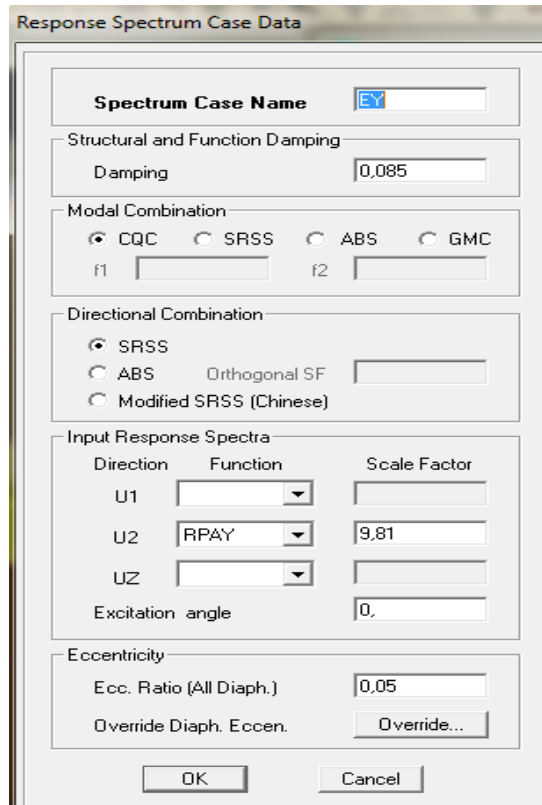 Response Spectrum Case Data
Spectrum Case Name EY
Structural and Function Damping
Damping 0,085
Modal Combination
CQC SRSS ABS GMC
f1 f2
Directional Combination
SRSS
ABS Orthogonal SF
Modified SRSS (Chinese)
Input Response Spectra
Direction Function Scale Factor
U1
U2 RPAY 9,81
UZ
Excitation angle 0,
Eccentricity
Ecc. Ratio (All Diaph.) 0,05
Override Diaph. Eccen. Override...
OK Cancel